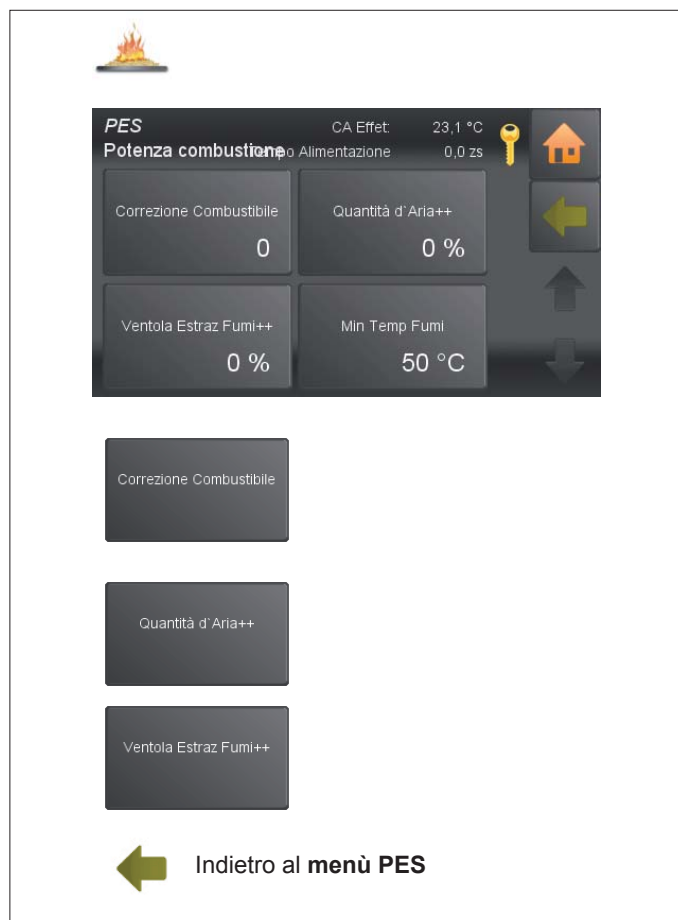 PES CA Effet: 23,1 °C
Potenza combustione Tempo Alimentazione 0,0 zs
Correzione Combustibile Quantità d`Aria++
0 0 %
Ventola Estraz Fumi++ Min Temp Fumi
0 % 50 °C
Correzione Combustibile
Quantità d`Aria++
Ventola Estraz Fumi++
Indietro al menù PES